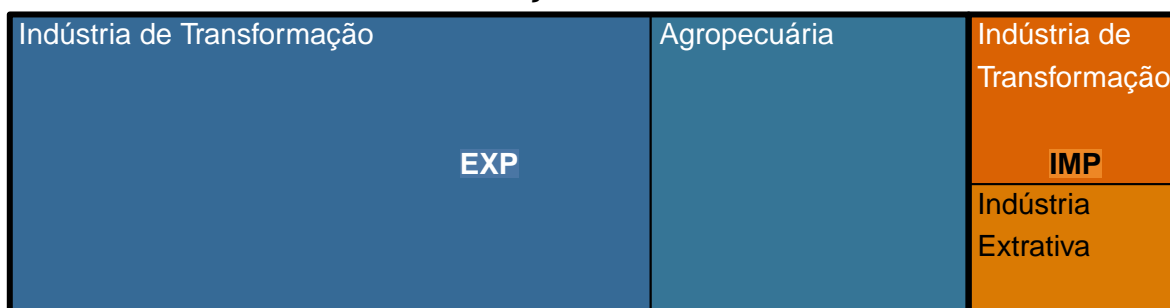 Indústria de Transformação
EXP
Agropecuária
Indústria de
Transformação
IMP
Indústria
Extrativa